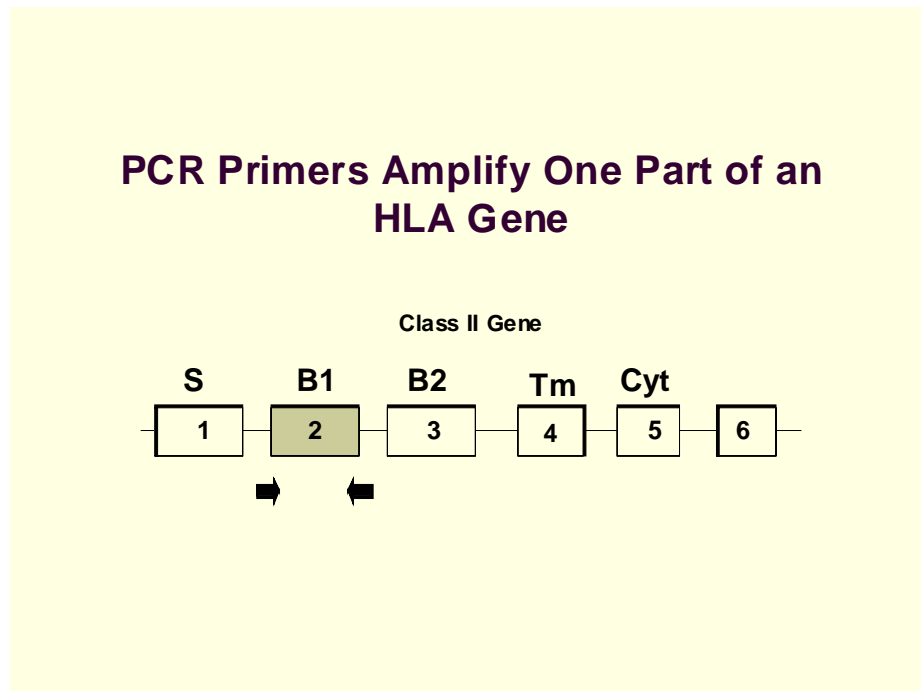 PCR Primers Amplify One Part of an
HLA Gene
Class II Gene
S B1 B2 Tm Cyt
1 2 3 4 5 6